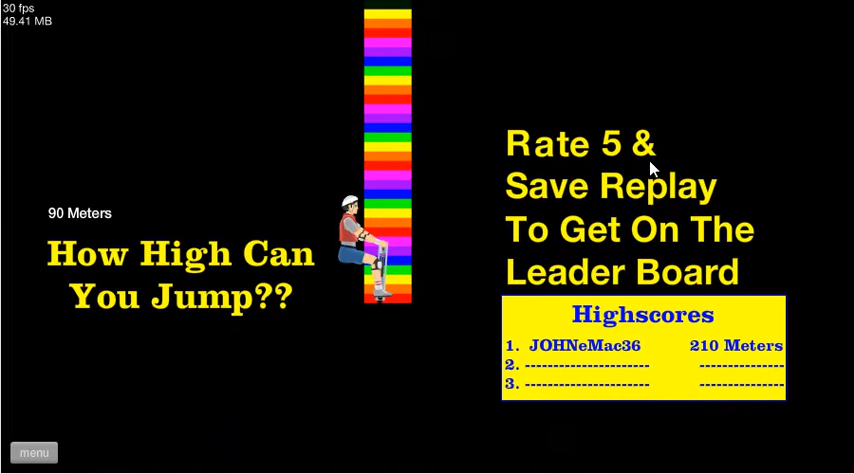 30 fps
49.41 MB
Rate 5 &
Save Replay
To Get On The
Leader Board
90 Meters
How High Can
You Jump??
Highscores
1. JOHNeMac36 210 Meters
2. ---------------------- ---------------
3. ---------------------- ---------------
menu